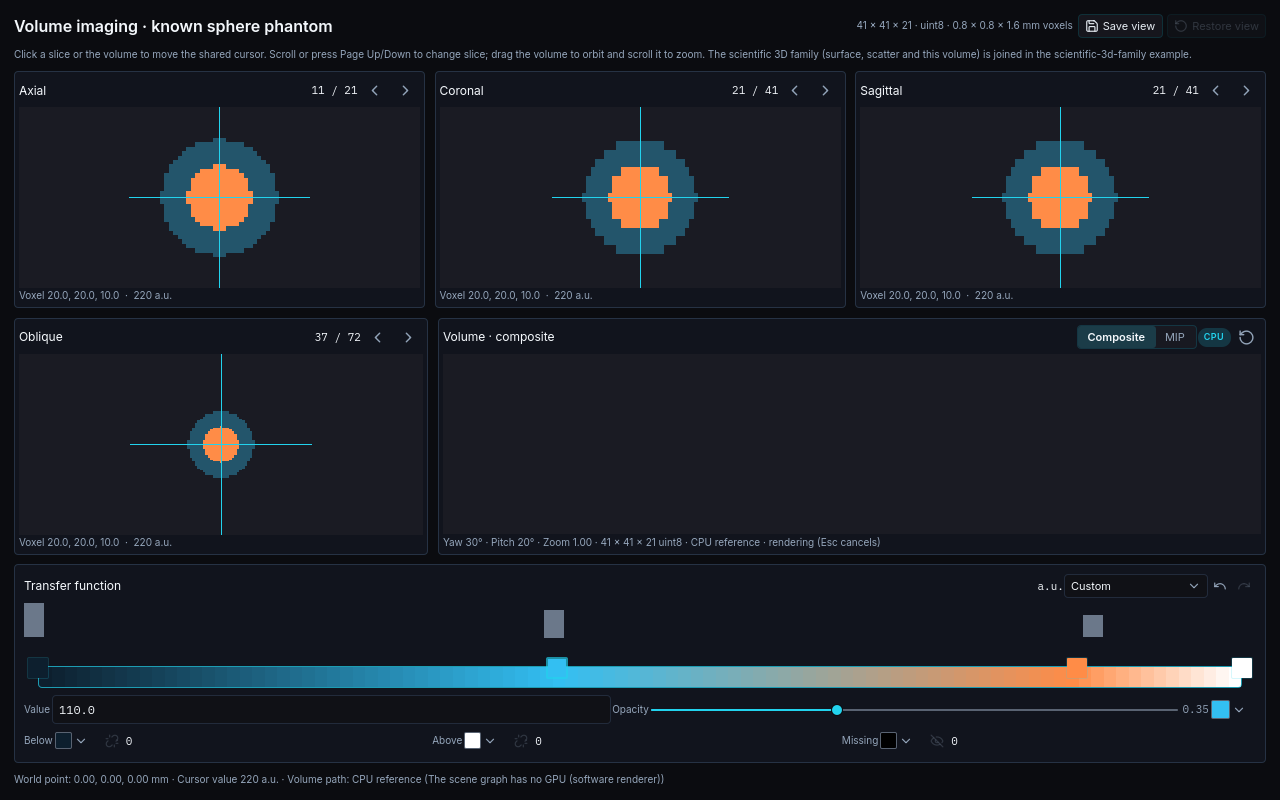 Volume imaging · known sphere phantom
41 × 41 × 21 · uint8 · 0.8 × 0.8 × 1.6 mm voxels Save view Restore view
Click a slice or the volume to move the shared cursor. Scroll or press Page Up/Down to change slice; drag the volume to orbit and scroll it to zoom. The scientific 3D family (surface, scatter and this volume) is joined in the scientific-3d-family example.
Axial 11 / 21
Voxel 20.0, 20.0, 10.0 · 220 a.u.
Coronal 21 / 41
Voxel 20.0, 20.0, 10.0 · 220 a.u.
Sagittal 21 / 41
Voxel 20.0, 20.0, 10.0 · 220 a.u.
Oblique 37 / 72
Voxel 20.0, 20.0, 10.0 · 220 a.u.
Volume · composite Composite MIP CPU
Yaw 30° · Pitch 20° · Zoom 1.00 · 41 × 41 × 21 uint8 · CPU reference · rendering (Esc cancels)
Transfer function a.u. Custom
Value 110.0 Opacity 0.35
Below 0 Above 0 Missing 0
World point: 0.00, 0.00, 0.00 mm · Cursor value 220 a.u. · Volume path: CPU reference (The scene graph has no GPU (software renderer))